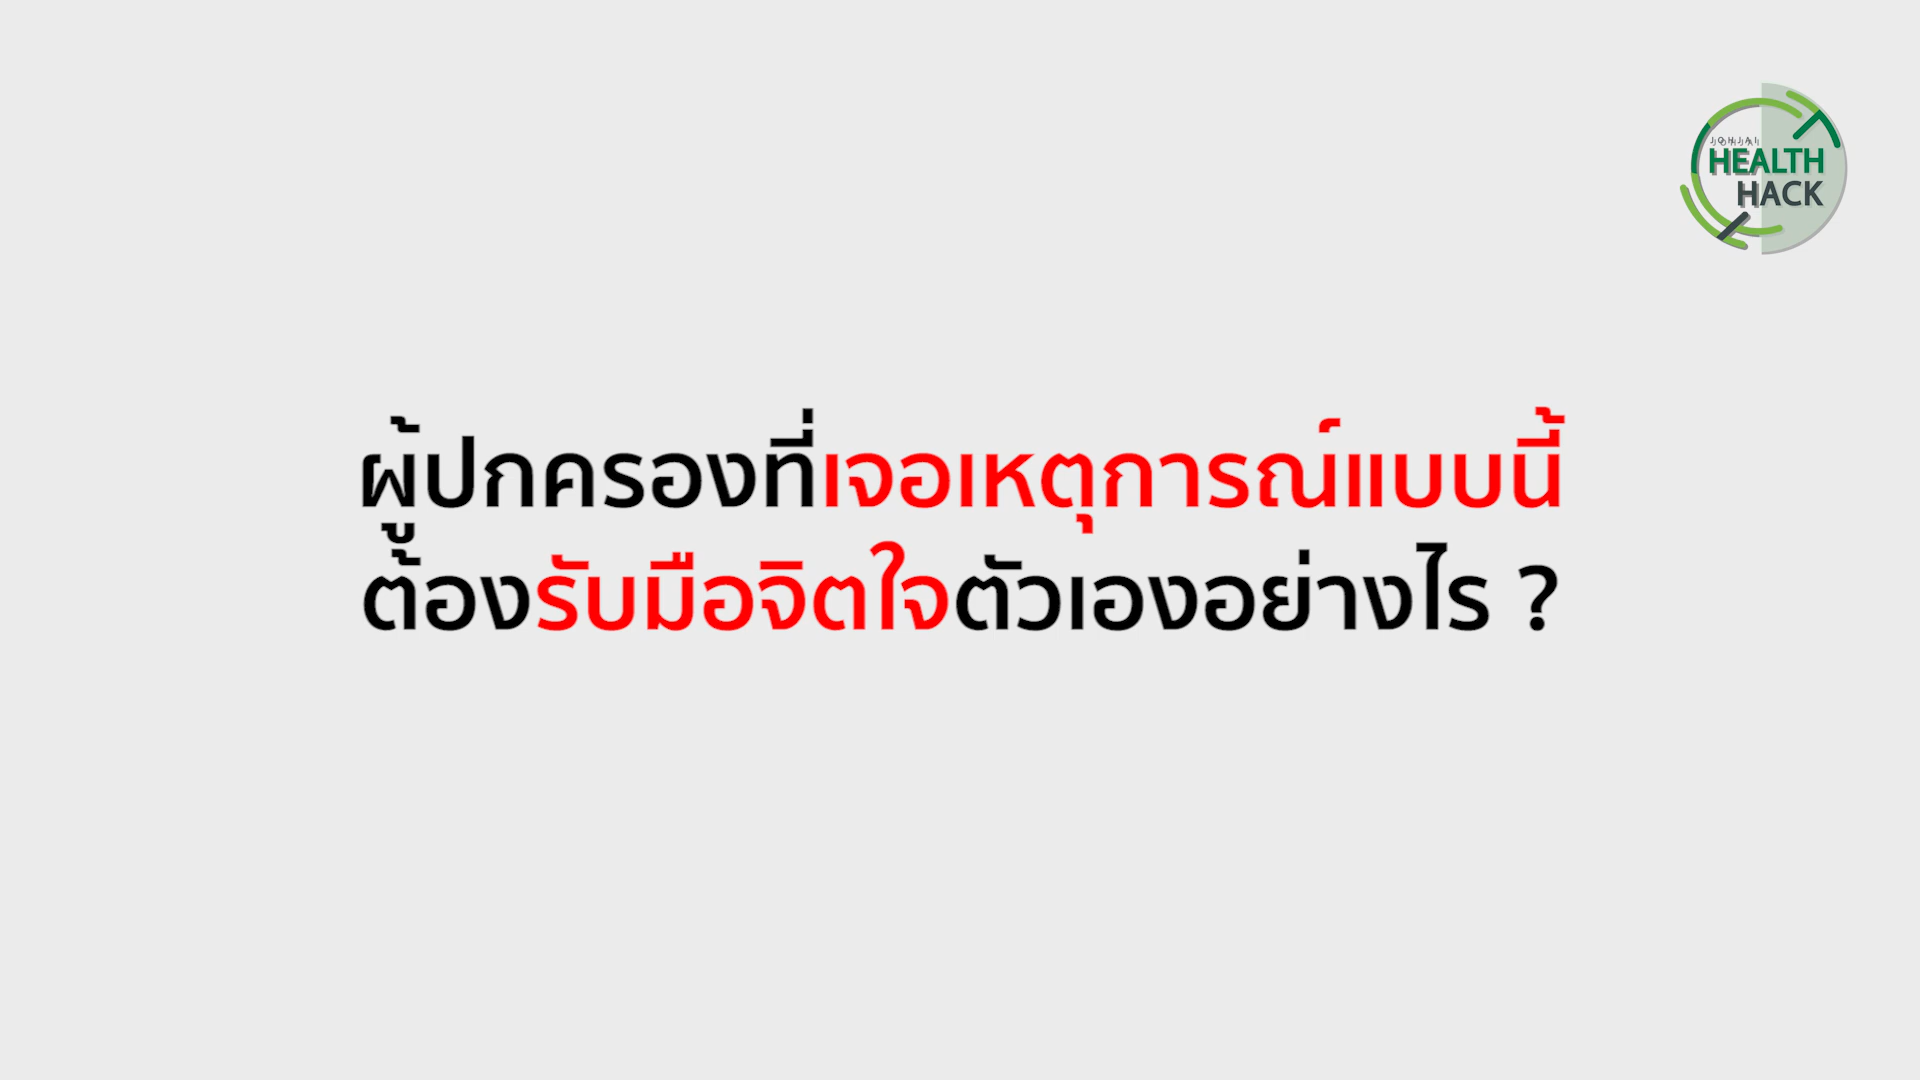 JOHJAI
HEALTH
HACK
ผู้ปกครองที่เจอเหตุการณ์แบบนี้
ต้องรับมือจิตใจตัวเองอย่างไร ?